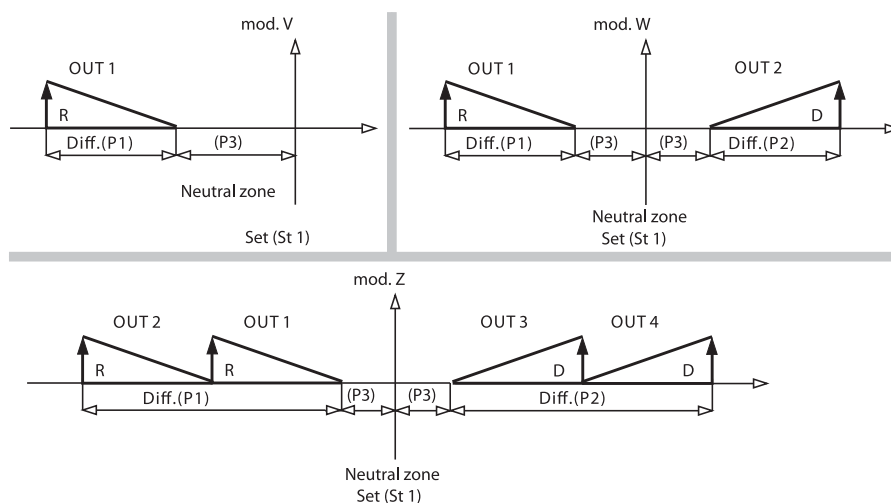 mod. V
OUT 1
R
Diff.(P1)
(P3)
Neutral zone
Set (St 1)
mod. W
OUT 1
OUT 2
R
D
Diff.(P1)
(P3)
(P3)
Diff.(P2)
Neutral zone
Set (St 1)
mod. Z
OUT 2
OUT 1
OUT 3
OUT 4
R
R
D
D
Diff.(P1)
(P3)
(P3)
Diff.(P2)
Neutral zone
Set (St 1)